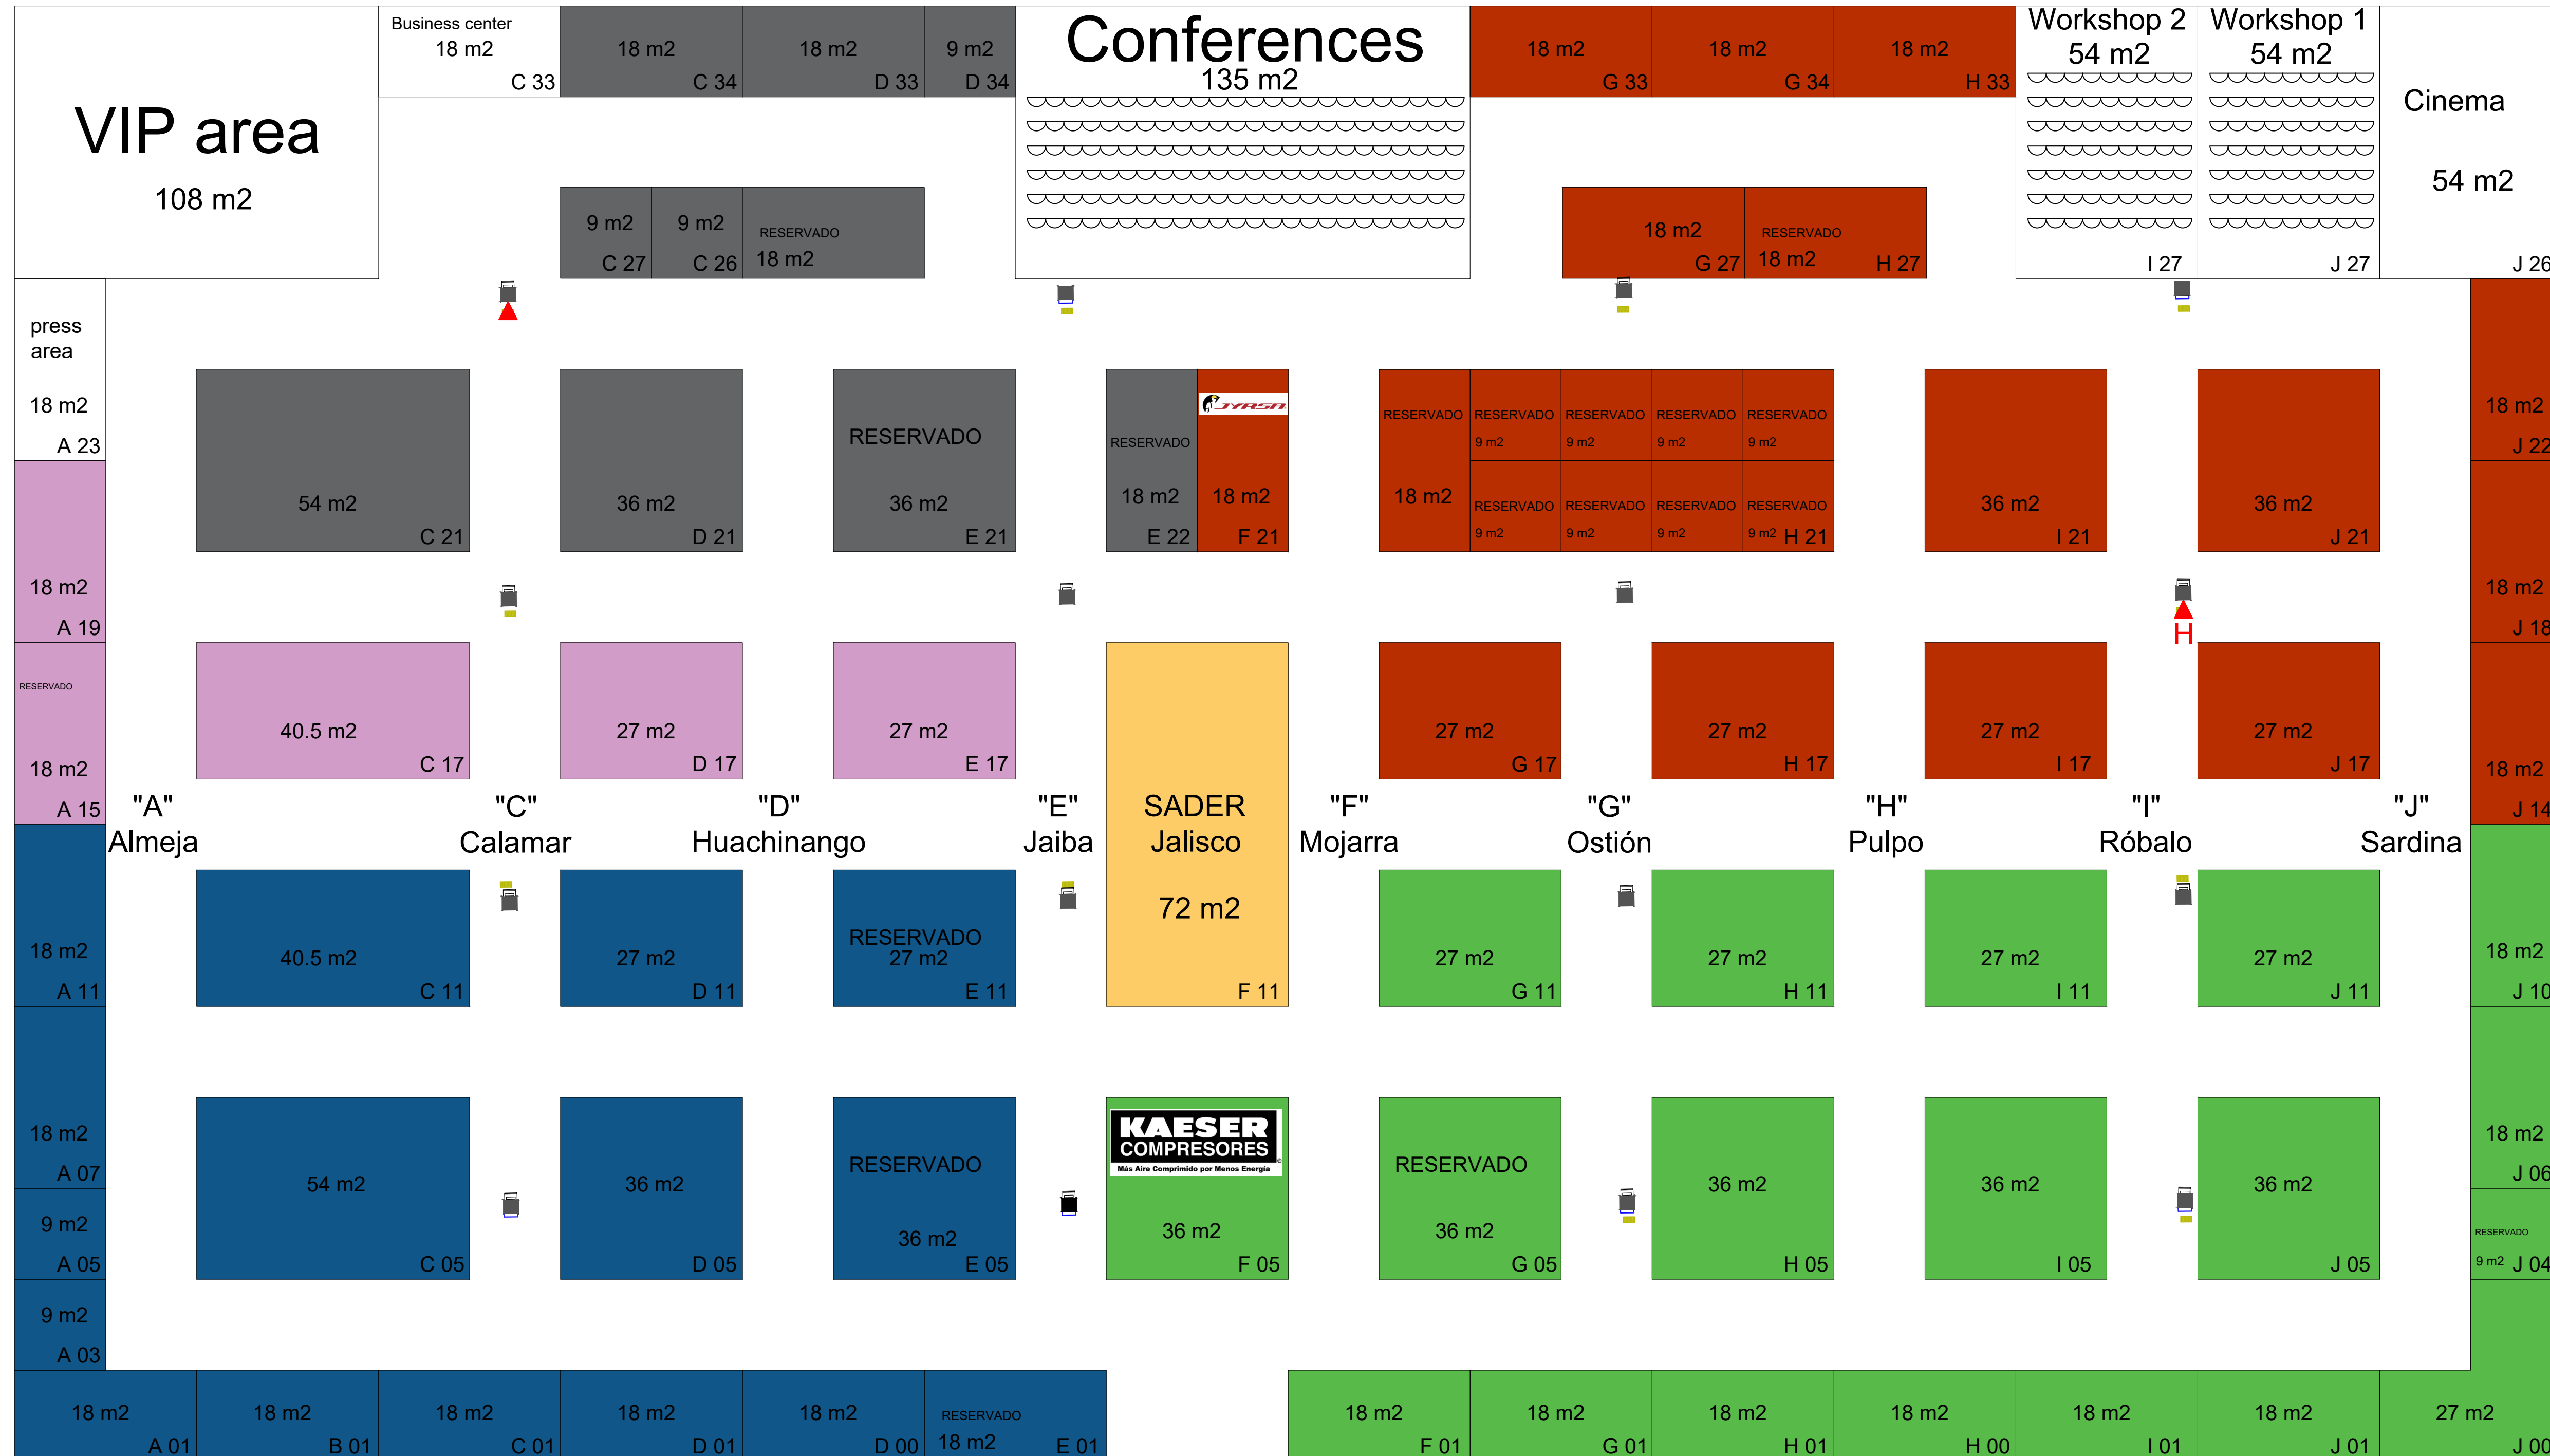 VIP area
108 m2
Business center
18 m2
C 33
18 m2
C 34
18 m2
D 33
9 m2
D 34
Conferences
135 m2
18 m2
G 33
18 m2
G 34
18 m2
H 33
Workshop 2
54 m2
I 27
Workshop 1
54 m2
J 27
Cinema
54 m2
J 26
9 m2
C 27
9 m2
C 26
RESERVADO
18 m2
18 m2
G 27
RESERVADO
18 m2
H 27
press
area
18 m2
A 23
54 m2
C 21
36 m2
D 21
RESERVADO
36 m2
E 21
RESERVADO
18 m2
E 22
JYRSA
18 m2
F 21
RESERVADO
18 m2
RESERVADO
9 m2
RESERVADO
9 m2
RESERVADO
9 m2
RESERVADO
9 m2
RESERVADO
9 m2
RESERVADO
9 m2
RESERVADO
9 m2
RESERVADO
9 m2
H 21
36 m2
I 21
36 m2
J 21
18 m2
J 22
18 m2
A 19
18 m2
J 18
H
RESERVADO
18 m2
A 15
40.5 m2
C 17
27 m2
D 17
27 m2
E 17
27 m2
G 17
27 m2
H 17
27 m2
I 17
27 m2
J 17
18 m2
J 14
"A"
Almeja
"C"
Calamar
"D"
Huachinango
"E"
Jaiba
SADER
Jalisco
72 m2
F 11
"F"
Mojarra
"G"
Ostión
"H"
Pulpo
"I"
Róbalo
"J"
Sardina
18 m2
A 11
40.5 m2
C 11
27 m2
D 11
RESERVADO
27 m2
E 11
27 m2
G 11
27 m2
H 11
27 m2
I 11
27 m2
J 11
18 m2
J 10
18 m2
A 07
9 m2
A 05
9 m2
A 03
54 m2
C 05
36 m2
D 05
RESERVADO
36 m2
E 05
KAESER
COMPRESORES
®
Más Aire Comprimido por Menos Energía
36 m2
F 05
RESERVADO
36 m2
G 05
36 m2
H 05
36 m2
I 05
36 m2
J 05
18 m2
J 06
RESERVADO
9 m2
J 04
18 m2
A 01
18 m2
B 01
18 m2
C 01
18 m2
D 01
18 m2
D 00
RESERVADO
18 m2
E 01
18 m2
F 01
18 m2
G 01
18 m2
H 01
18 m2
H 00
18 m2
I 01
18 m2
J 01
27 m2
J 00